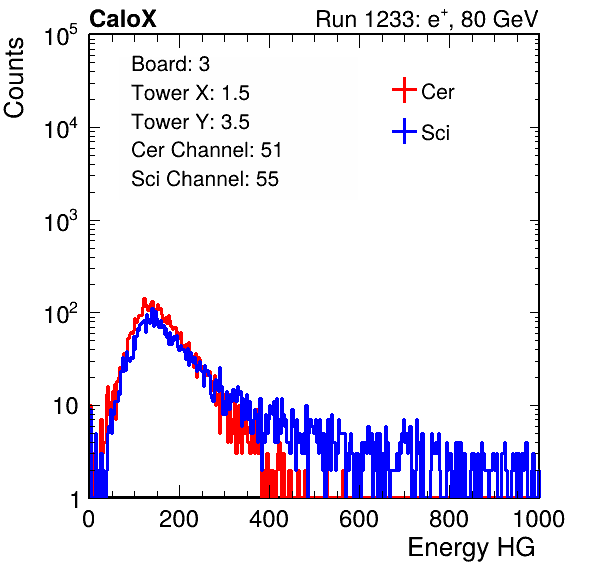 CaloX Run 1233: e⁺, 80 GeV
Counts
10⁵
10⁴
10³
10²
10
1
Board: 3
Tower X: 1.5
Tower Y: 3.5
Cer Channel: 51
Sci Channel: 55
Cer
Sci
0 200 400 600 800 1000
Energy HG